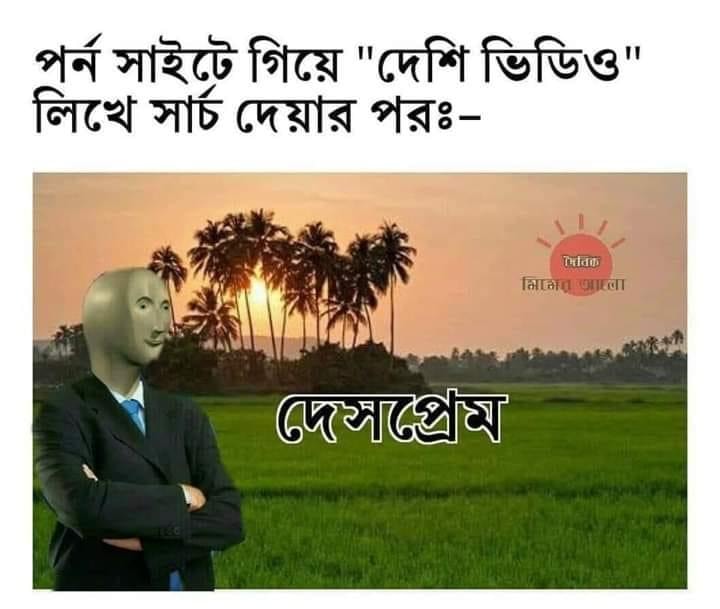 পর্ন সাইটে গিয়ে "দেশি ভিডিও"
লিখে সার্চ দেয়ার পরঃ–
দৈনিক
মিমের আলো
দেসপ্রেম